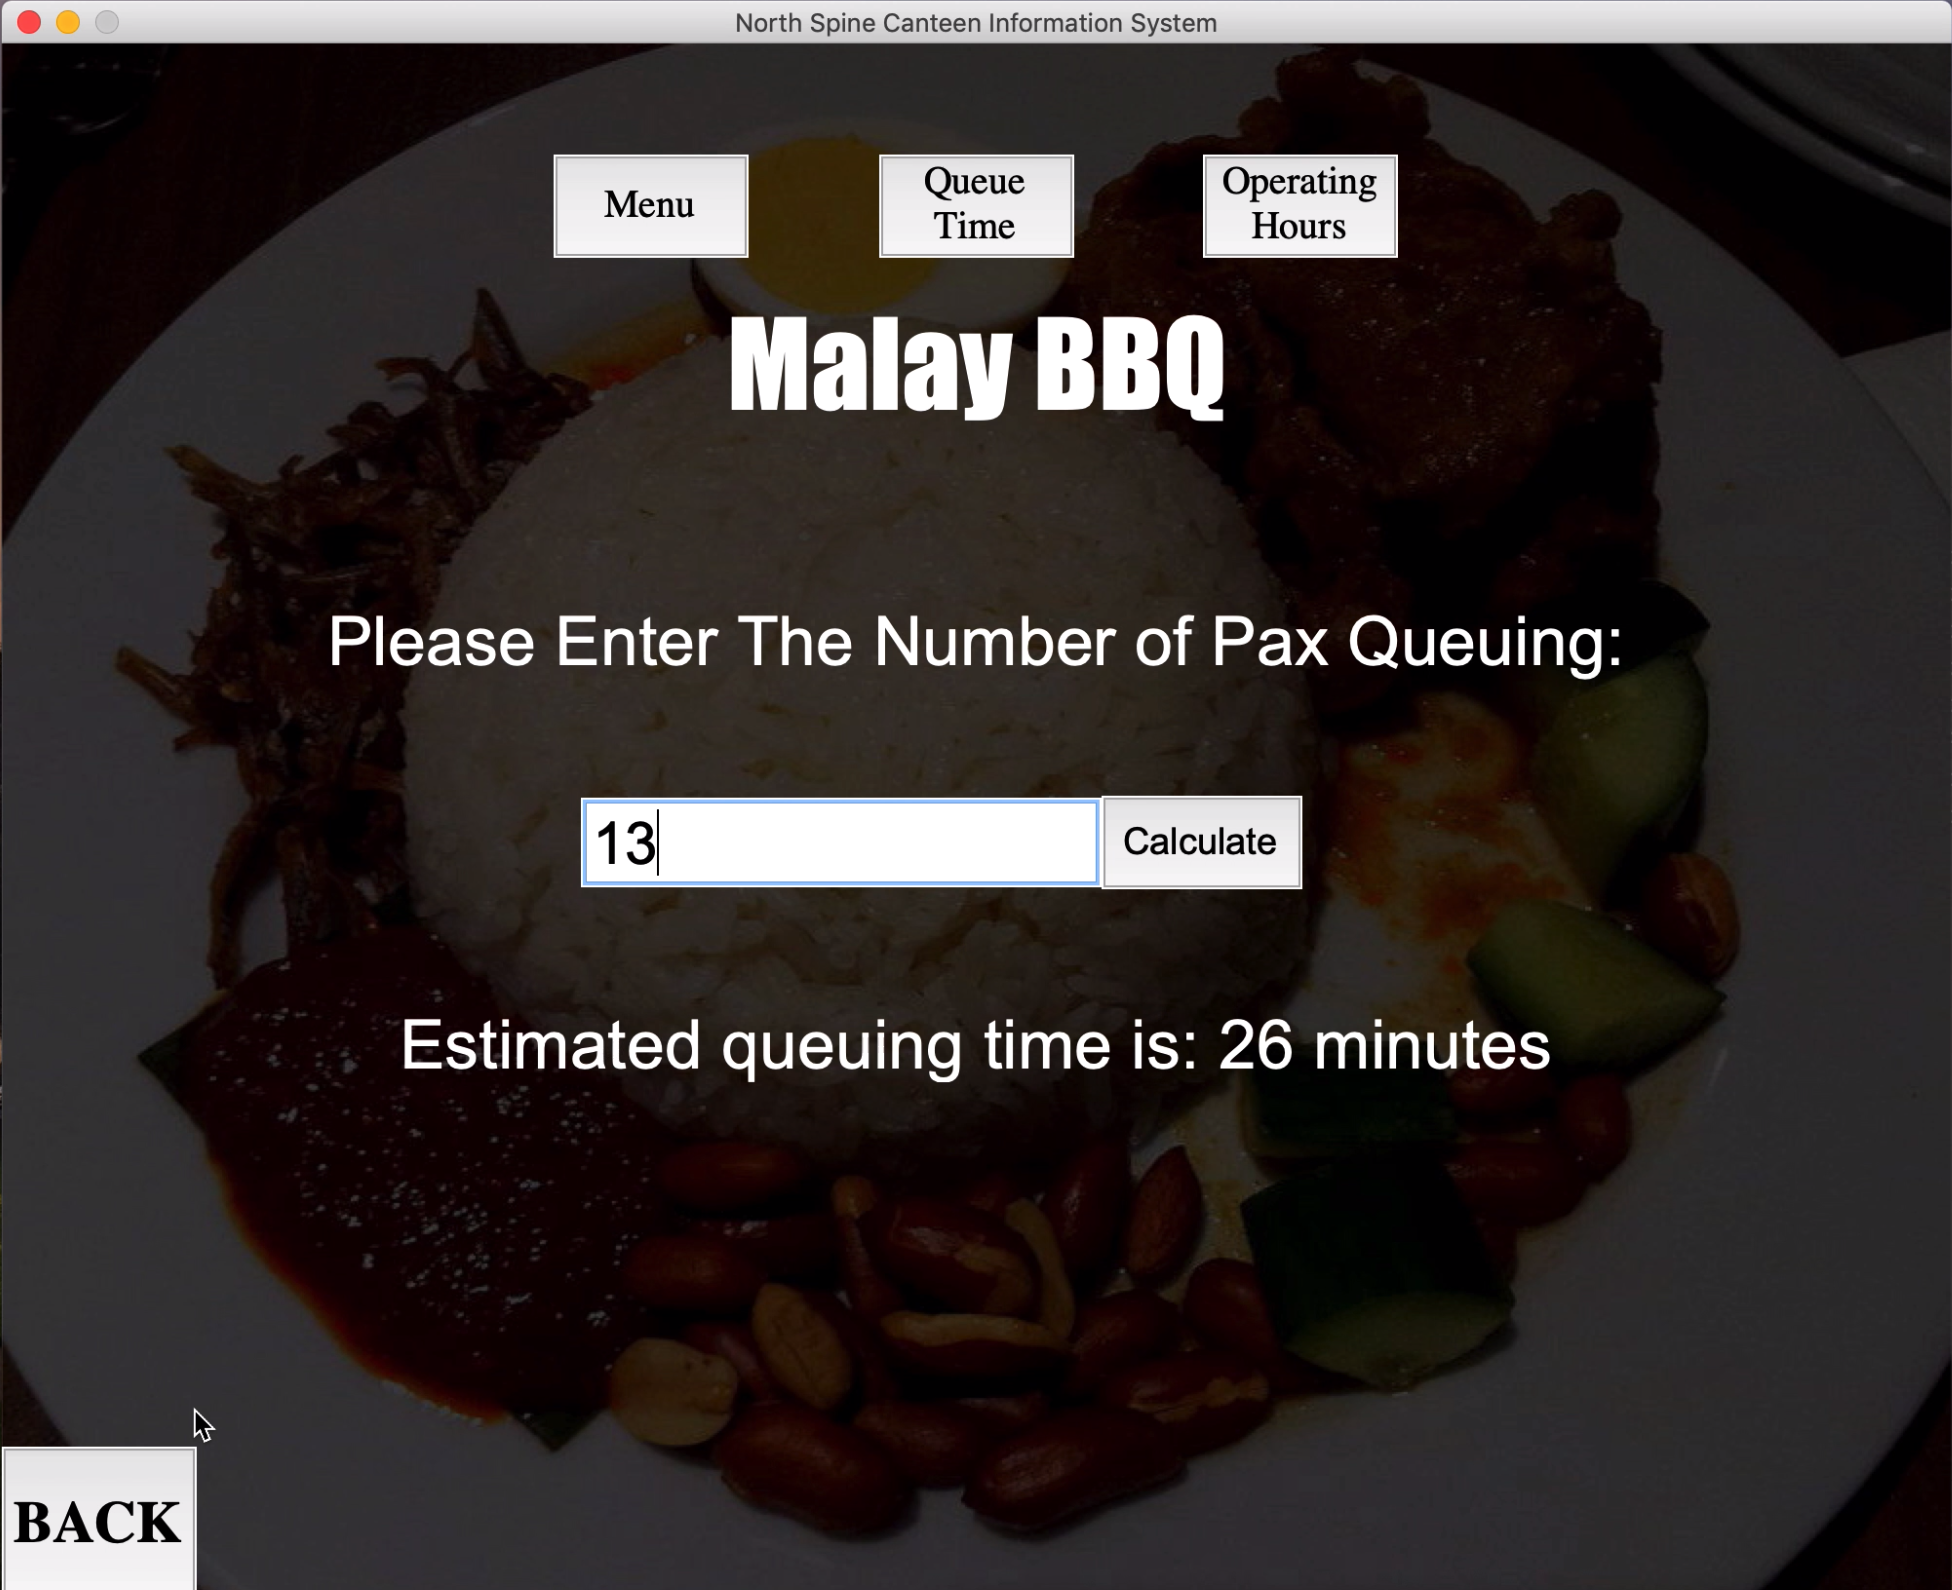 North Spine Canteen Information System
Menu
Queue
Time
Operating
Hours
Malay BBQ
Please Enter The Number of Pax Queuing:
13
Calculate
Estimated queuing time is: 26 minutes
BACK